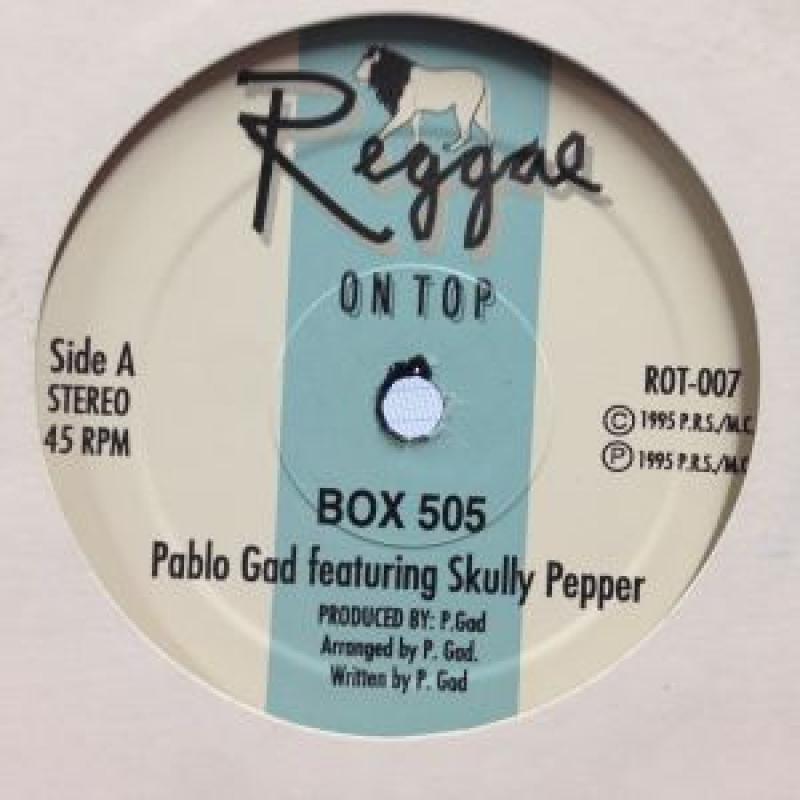 Reggae
ON TOP
Side A
STEREO
45 RPM
ROT-007
© 1995 P.R.S./M.C
℗ 1995 P.R.S./M.C
BOX 505
Pablo Gad featuring Skully Pepper
PRODUCED BY: P.Gad
Arranged by P. Gad.
Written by P. Gad